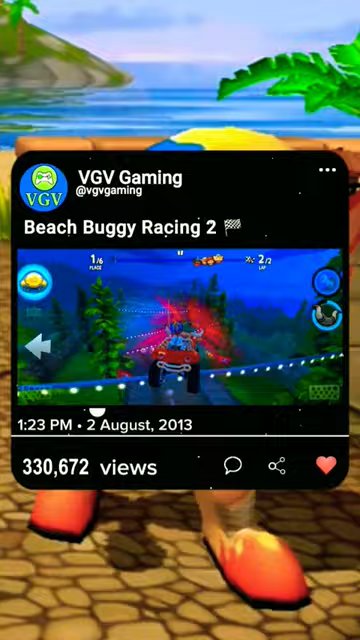 VGV Gaming
@vgvgaming
VGV
Beach Buggy Racing 2 🏁
1/6
PLACE
2/2
LAP
1:23 PM • 2 August, 2013
330,672 views